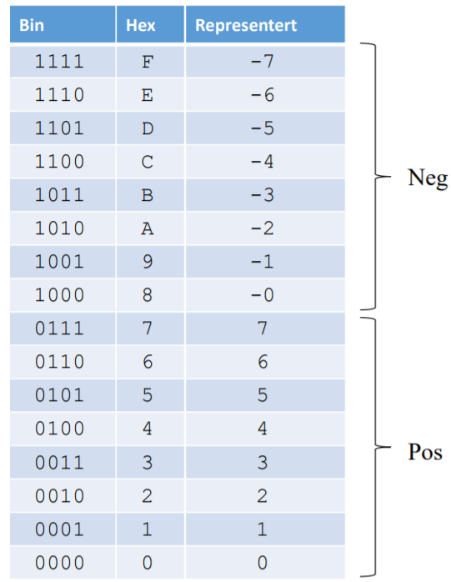 Bin Hex Representert
1111 F -7
1110 E -6
1101 D -5
1100 C -4
1011 B -3
1010 A -2
1001 9 -1
1000 8 -0
Neg
0111 7 7
0110 6 6
0101 5 5
0100 4 4
0011 3 3
0010 2 2
0001 1 1
0000 0 0
Pos